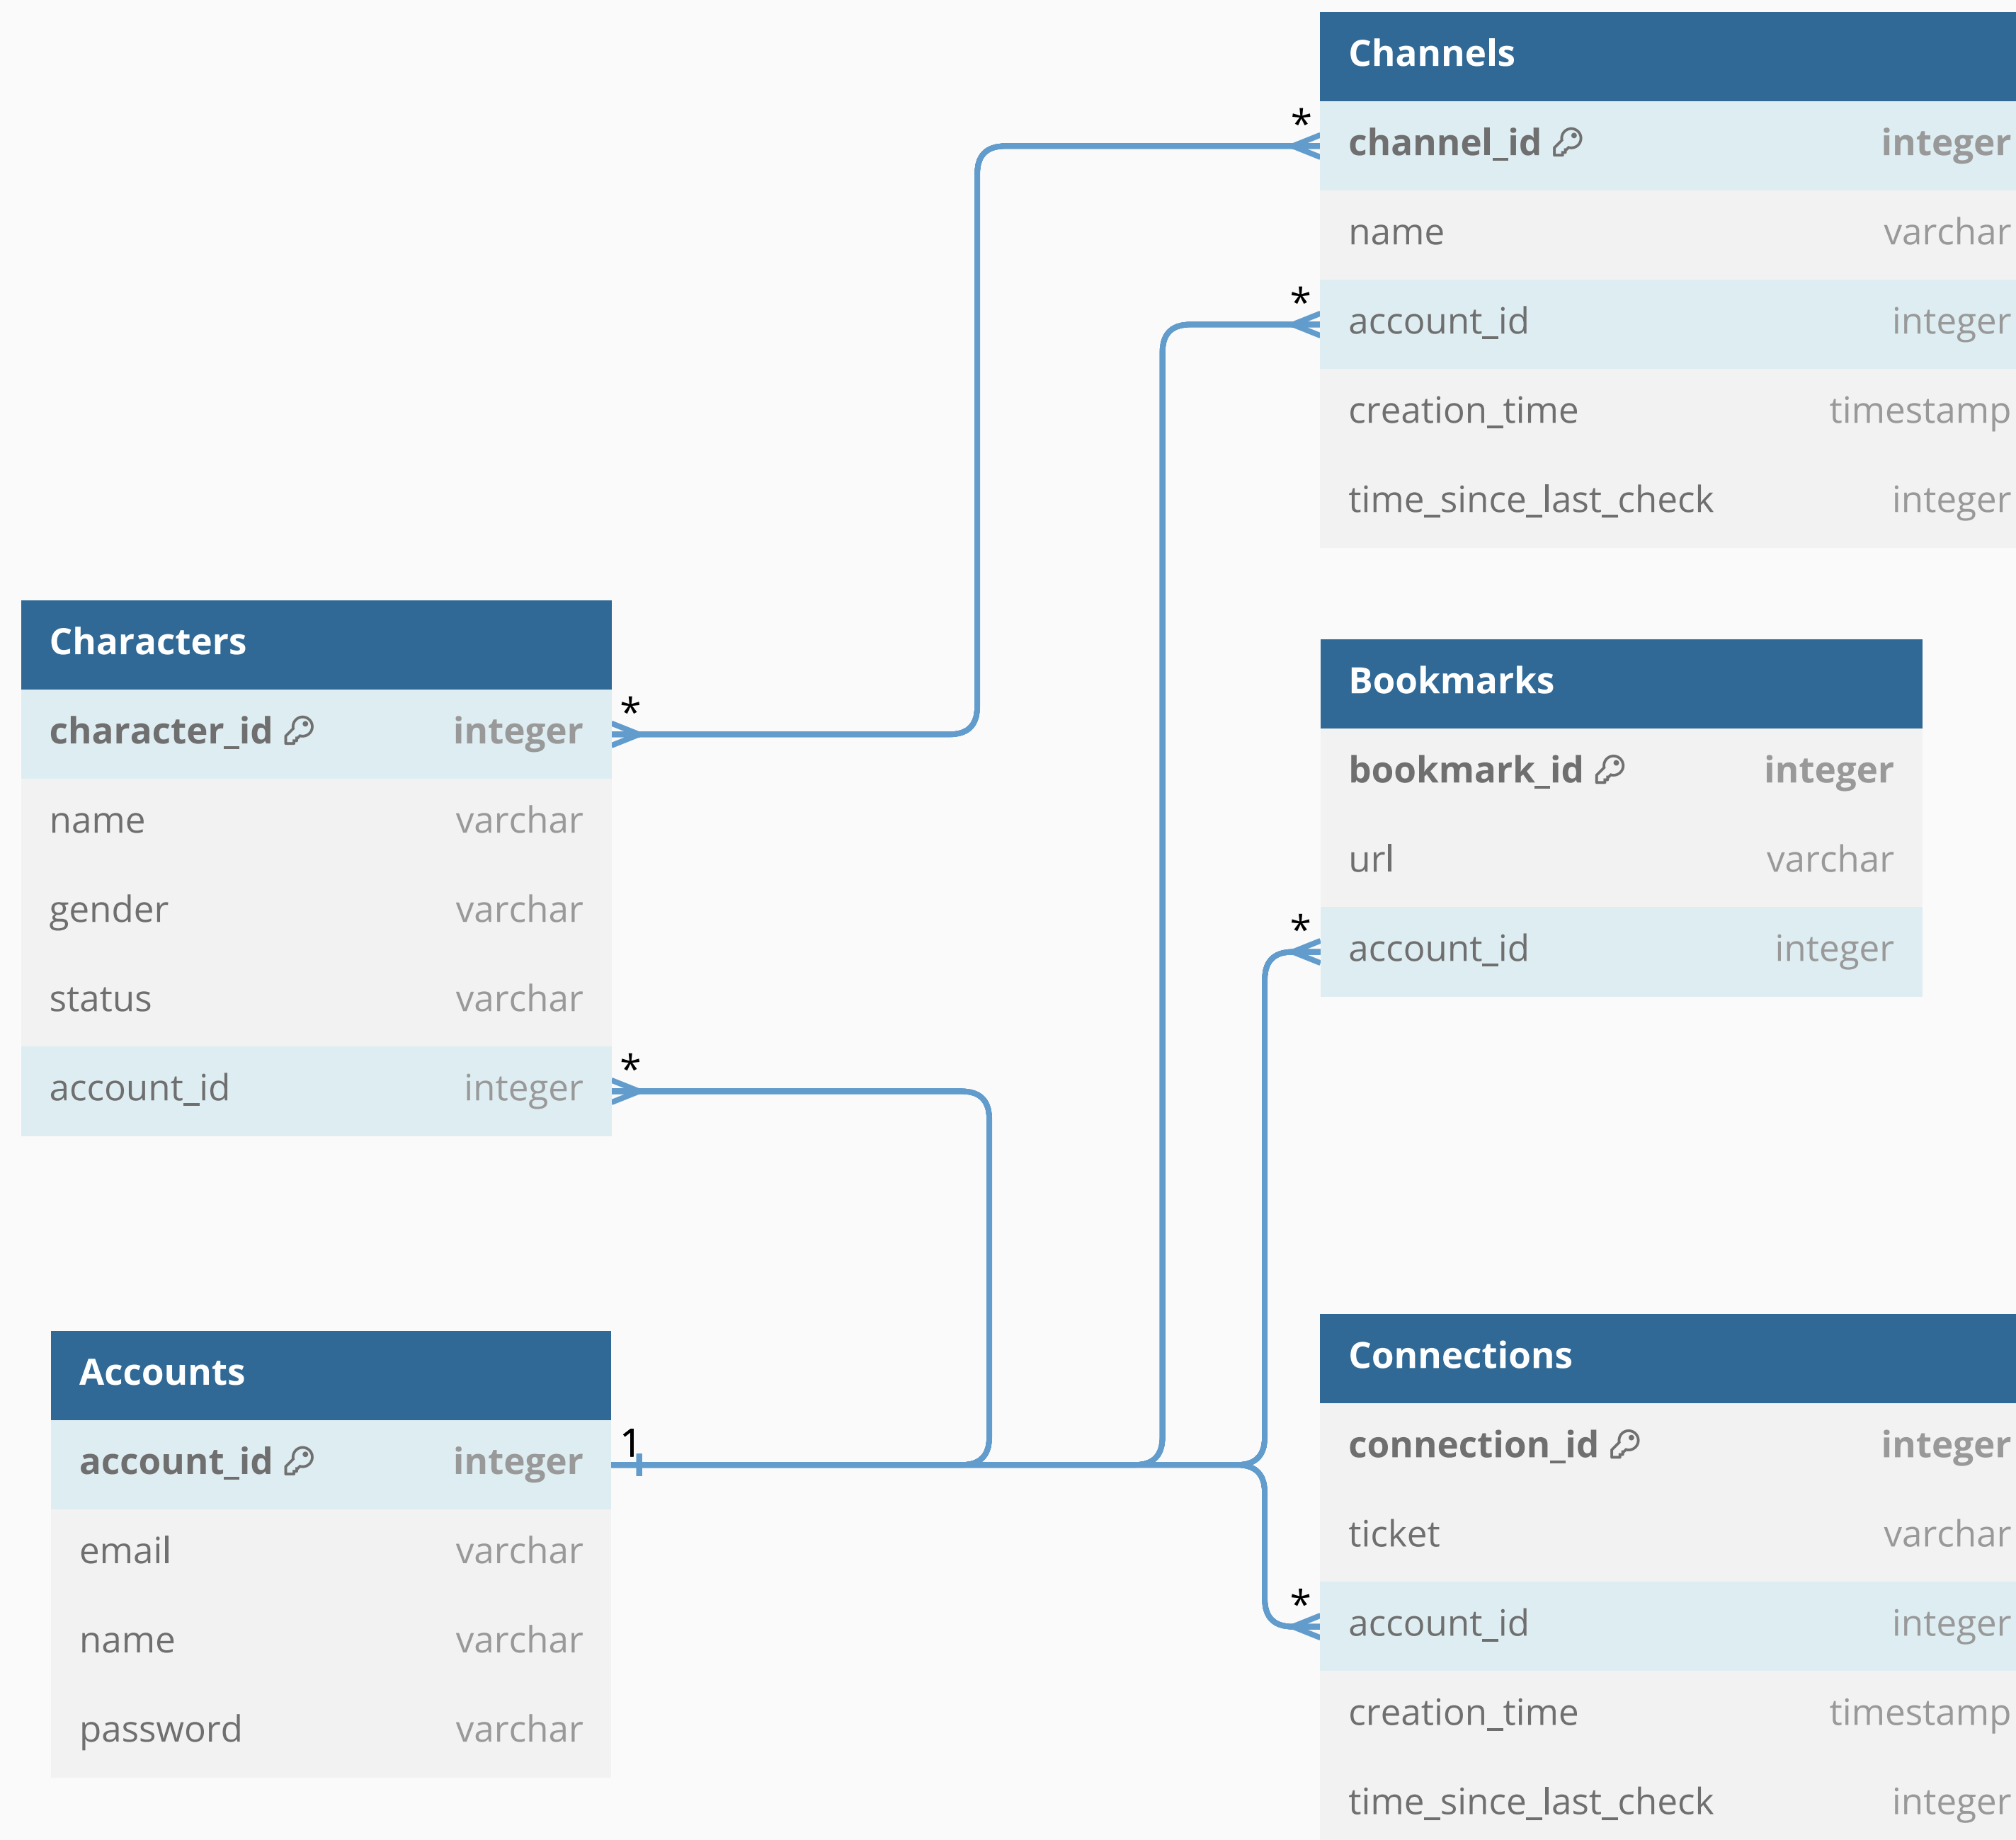 Channels
*
channel_id integer
name varchar
*
account_id integer
creation_time timestamp
time_since_last_check integer
Characters
*
character_id integer
name varchar
gender varchar
status varchar
*
account_id integer
Bookmarks
bookmark_id integer
url varchar
*
account_id integer
Accounts
1
account_id integer
email varchar
name varchar
password varchar
Connections
connection_id integer
ticket varchar
*
account_id integer
creation_time timestamp
time_since_last_check integer